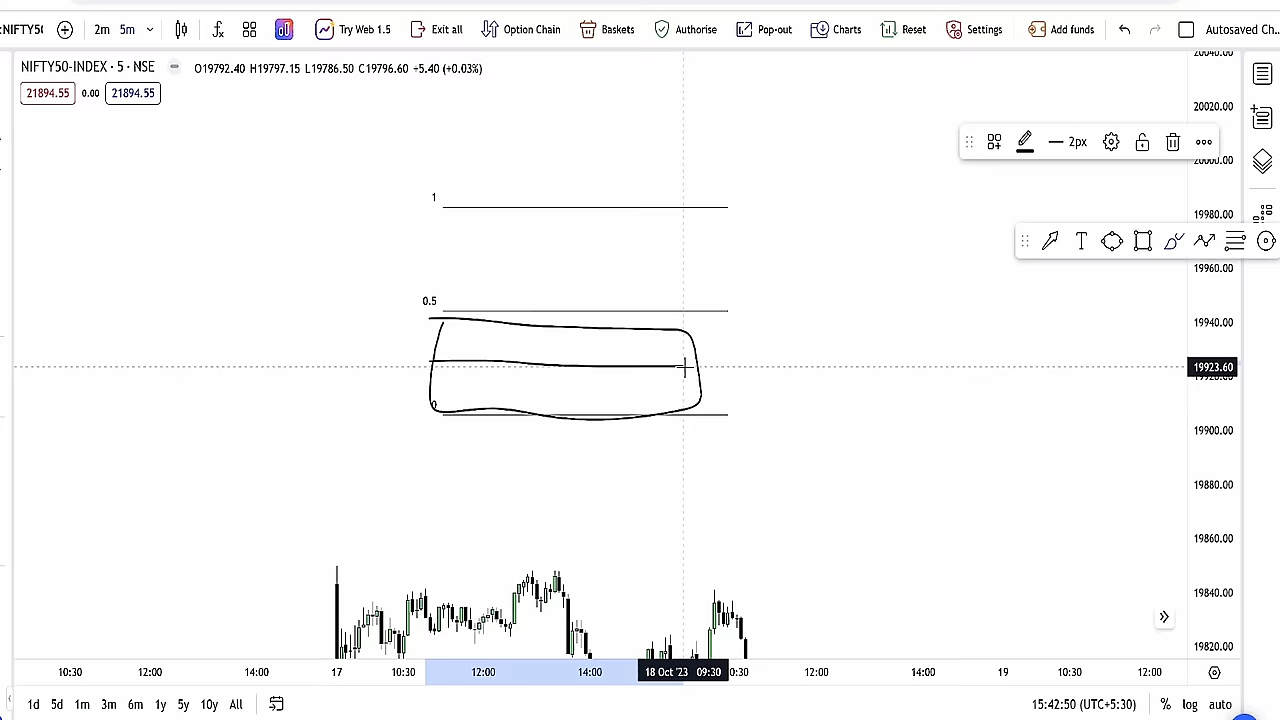 :NIFTY50 2m 5m Try Web 1.5 Exit all Option Chain Baskets Authorise Pop-out Charts Reset Settings Add funds Autosaved Ch...
NIFTY50-INDEX · 5 · NSE O19792.40 H19797.15 L19786.50 C19796.60 +5.40 (+0.03%)
21894.55 0.00 21894.55
20040.00
20020.00
2px
20000.00
1
19980.00
19960.00
0.5
19940.00
19923.60
19920.00
0
19900.00
19880.00
19860.00
19840.00
19820.00
10:30 12:00 14:00 17 10:30 12:00 14:00 18 Oct '23 09:30 0:30 12:00 14:00 19 10:30 12:00
1d 5d 1m 3m 6m 1y 5y 10y All 15:42:50 (UTC+5:30) % log auto